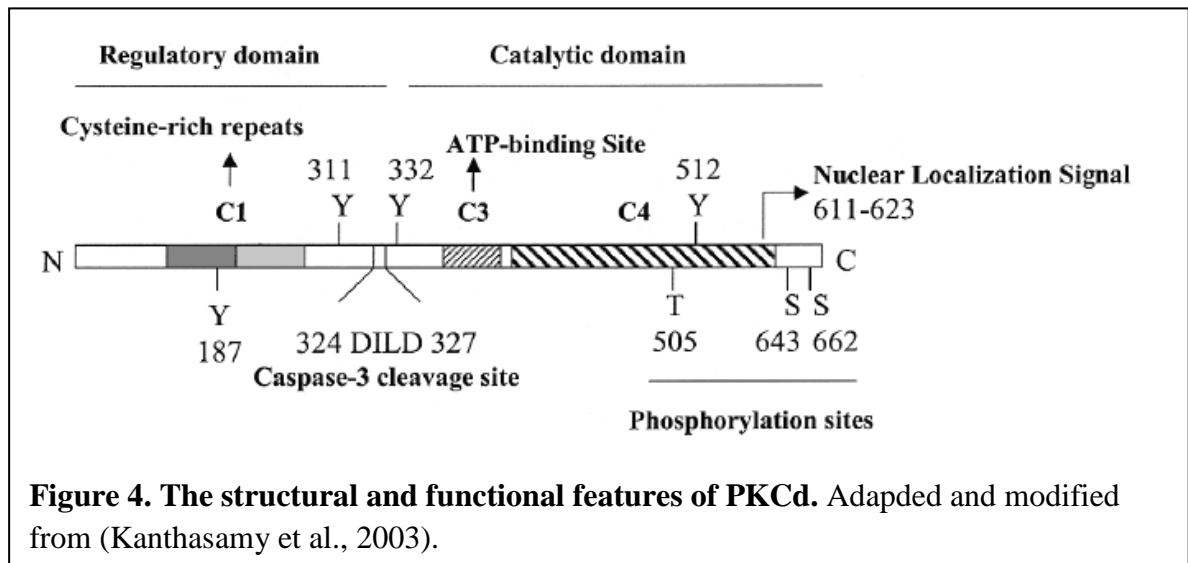 Regulatory domain Catalytic domain
Cysteine-rich repeats
ATP-binding Site
311 332 512
Nuclear Localization Signal
Y Y C3 C4 Y
C1
611-623
N C
Y T S S
187 324 DILD 327 505 643 662
Caspase-3 cleavage site
Phosphorylation sites
Figure 4. The structural and functional features of PKCd. Adapded and modified
from (Kanthasamy et al., 2003).